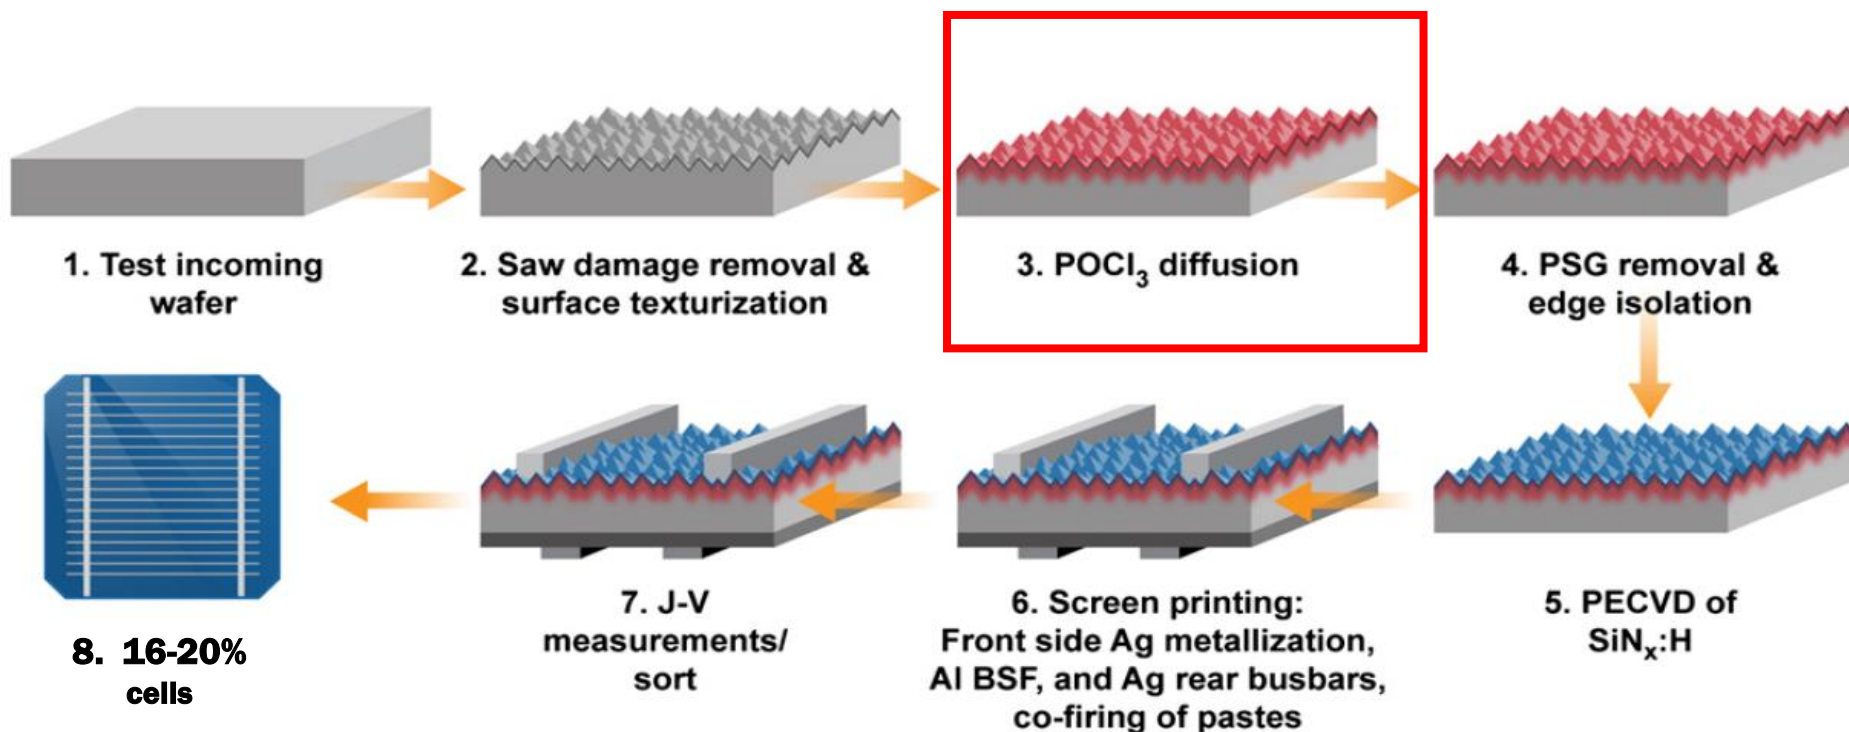 1. Test incoming
wafer
2. Saw damage removal &
surface texturization
3. POCl₃ diffusion
4. PSG removal &
edge isolation
5. PECVD of
SiNₓ:H
6. Screen printing:
Front side Ag metallization,
Al BSF, and Ag rear busbars,
co-firing of pastes
7. J-V
measurements/
sort
8. 16-20%
cells